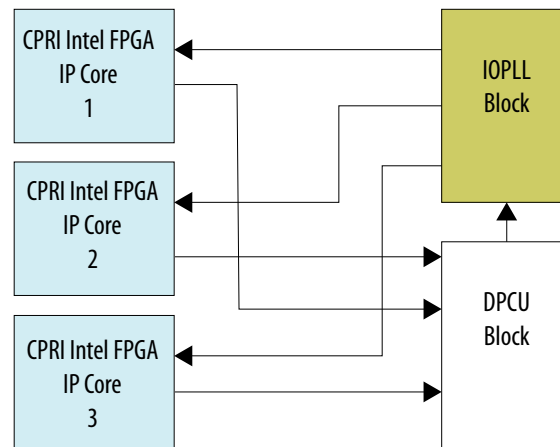 CPRI Intel FPGA
IP Core
1
IOPLL
Block
CPRI Intel FPGA
IP Core
2
DPCU
Block
CPRI Intel FPGA
IP Core
3